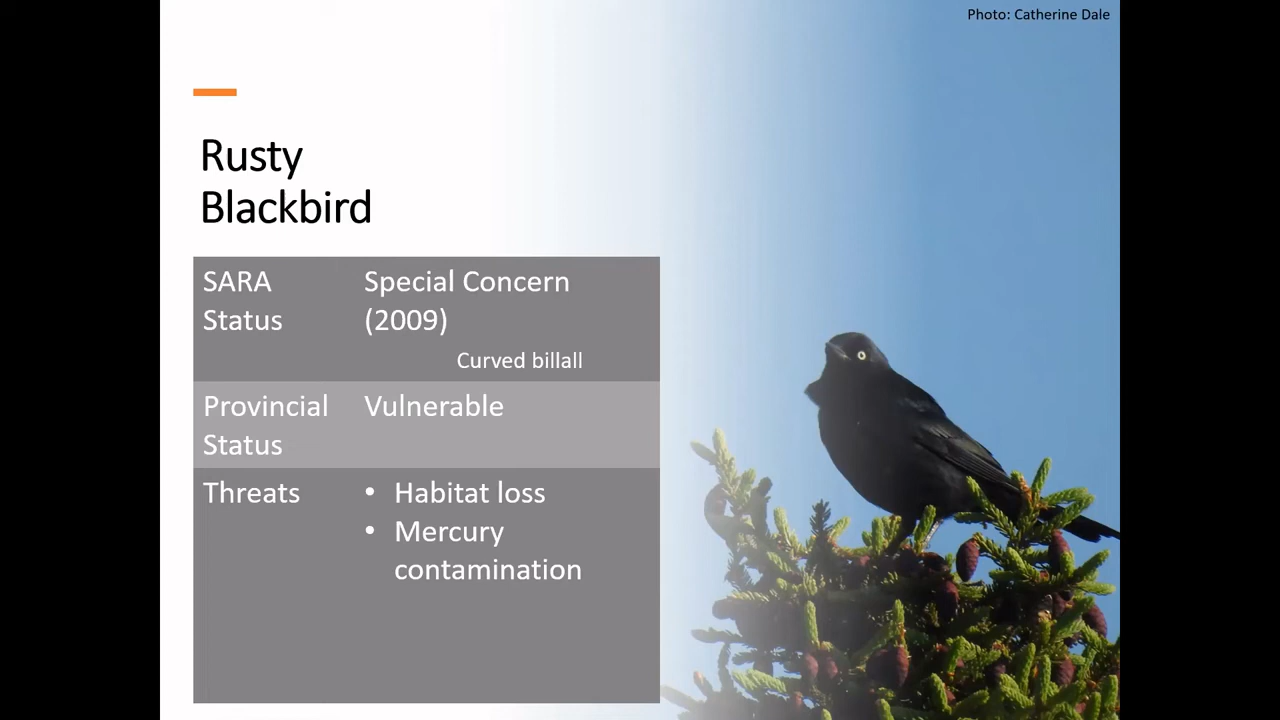 Photo: Catherine Dale
Rusty
Blackbird
SARA Special Concern
Status (2009)
Curved billall
Provincial Vulnerable
Status
Threats • Habitat loss
• Mercury
contamination